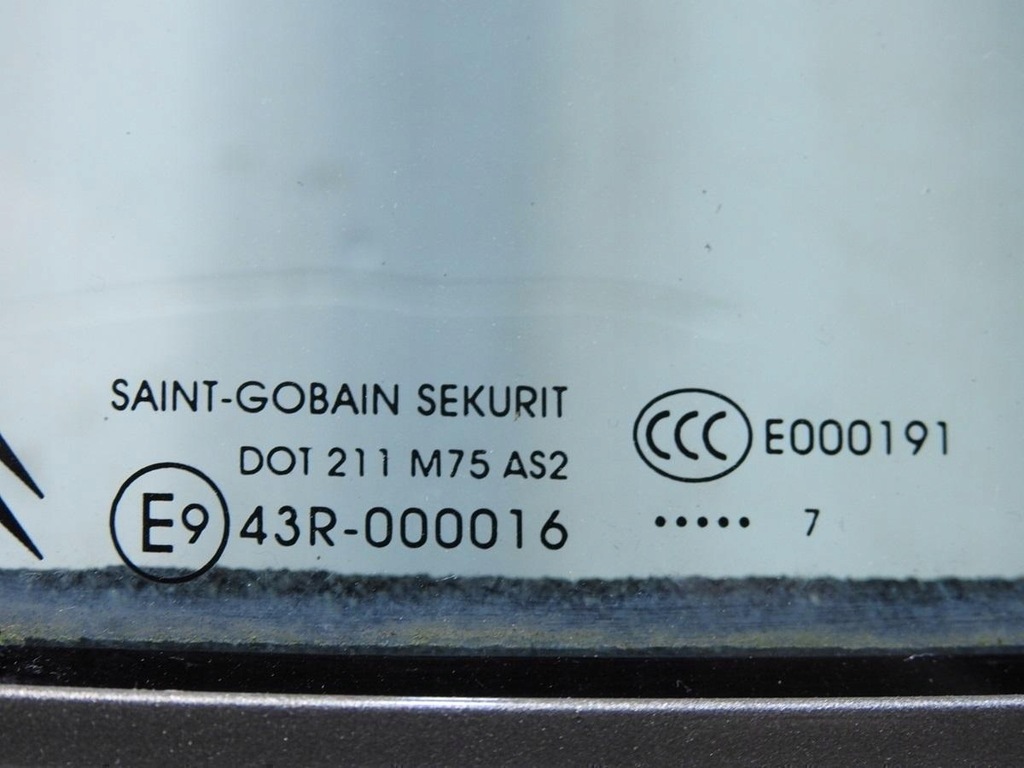 SAINT-GOBAIN SEKURIT
DOT 211 M75 AS2
E9 43R-000016
CCC E000191
••••• 7